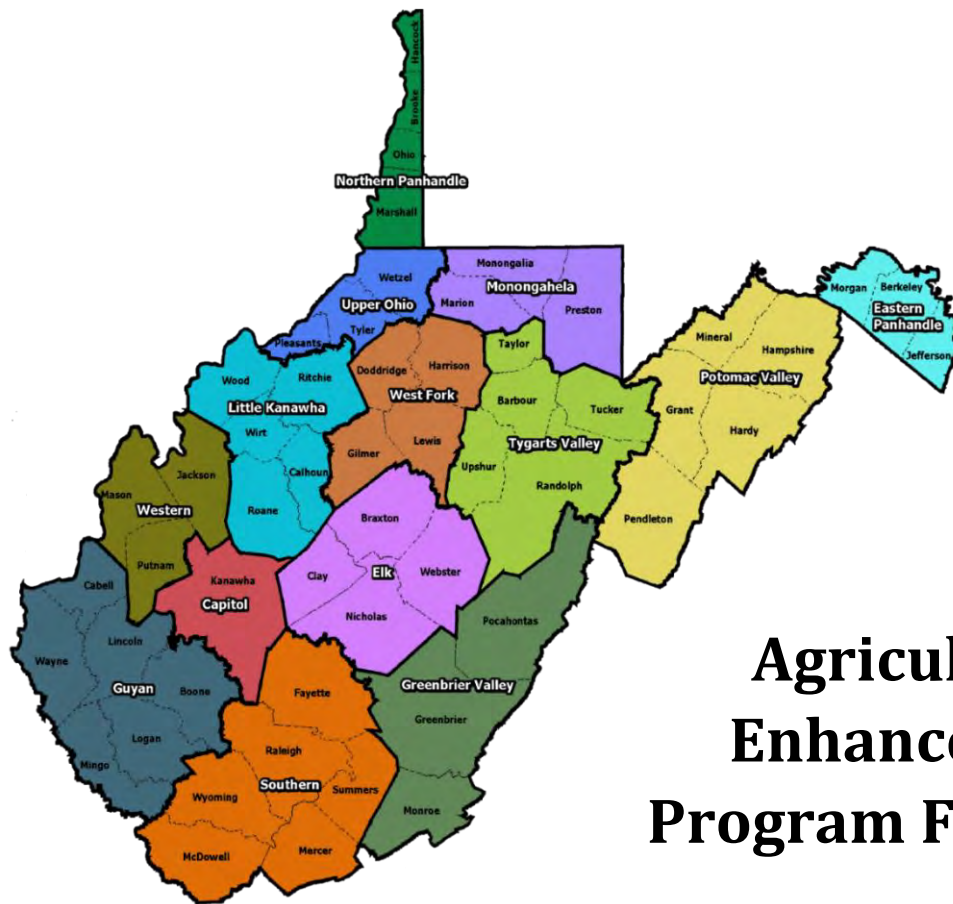 Hancock
Brooke
Ohio
Northern Panhandle
Marshall
Wetzel
Upper Ohio
Tyler
Pleasants
Monongalia
Monongahela
Marion
Preston
Morgan
Berkeley
Eastern
Panhandle
Jefferson
Mineral
Hampshire
Potomac Valley
Grant
Hardy
Pendleton
Taylor
Barbour
Tucker
Tygarts Valley
Upshur
Randolph
Doddridge
Harrison
West Fork
Gilmer
Lewis
Wood
Ritchie
Little Kanawha
Wirt
Calhoun
Roane
Jackson
Mason
Western
Putnam
Kanawha
Capitol
Braxton
Clay
Elk
Webster
Nicholas
Pocahontas
Greenbrier Valley
Greenbrier
Monroe
Cabell
Lincoln
Wayne
Guyan
Boone
Logan
Mingo
Fayette
Raleigh
Southern
Summers
Wyoming
McDowell
Mercer
Agricul
Enhance
Program F